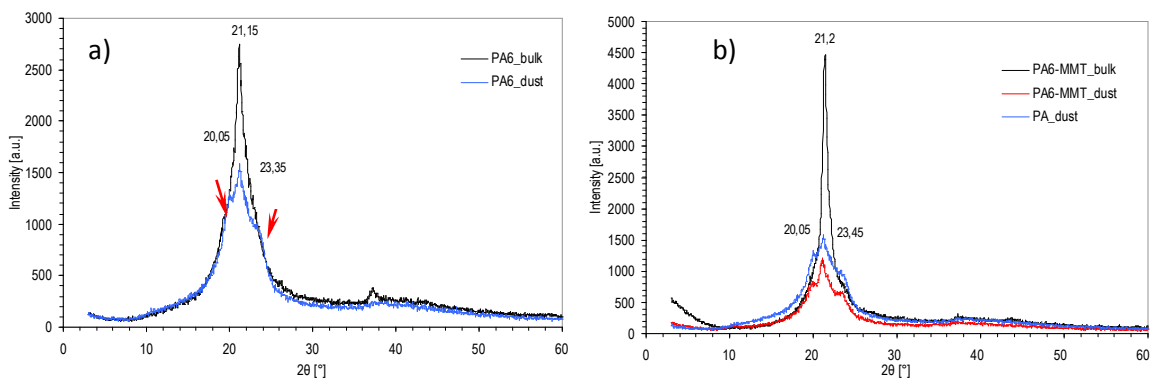 a)
21,15
20,05
23,35
PA6_bulk
PA6_dust
Intensity [a.u.]
3000
2500
2000
1500
1000
500
0
0 10 20 30 40 50 60
2θ [°]
b)
21,2
20,05
23,45
PA6-MMT_bulk
PA6-MMT_dust
PA_dust
Intensity [a.u.]
5000
4500
4000
3500
3000
2500
2000
1500
1000
500
0
0 10 20 30 40 50 60
2θ [°]